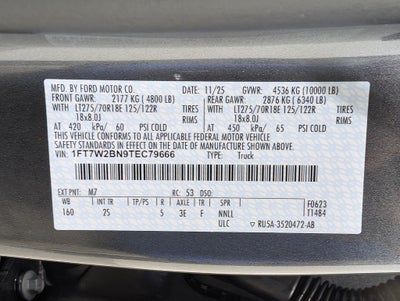 MFD. BY FORD MOTOR CO. 11/25 GVWR: 4536 KG (10000 LB)
FRONT GAWR: 2177 KG ( 4800 LB) REAR GAWR: 2876 KG ( 6340 LB)
WITH LT275/70R18E 125/122R TIRES WITH LT275/70R18E 125/122R TIRES
18x8.0J RIMS 18x8.0J RIMS
AT 420 kPa/ 60 PSI COLD AT 450 kPa/ 65 PSI COLD
THIS VEHICLE CONFORMS TO ALL APPLICABLE FEDERAL MOTOR VEHICLE
SAFETY STANDARDS IN EFFECT ON THE DATE OF MANUFACTURE SHOWN ABOVE.
VIN: 1FT7W2BN9TEC79666 TYPE: Truck
EXT PNT: M7 RC: 53 DSO: F0623
WB INT TR TP/PS R AXLE TR SPR T1484
160 2S 5 3E F NNLL
ULC ▽ RU5A-3520472-AB